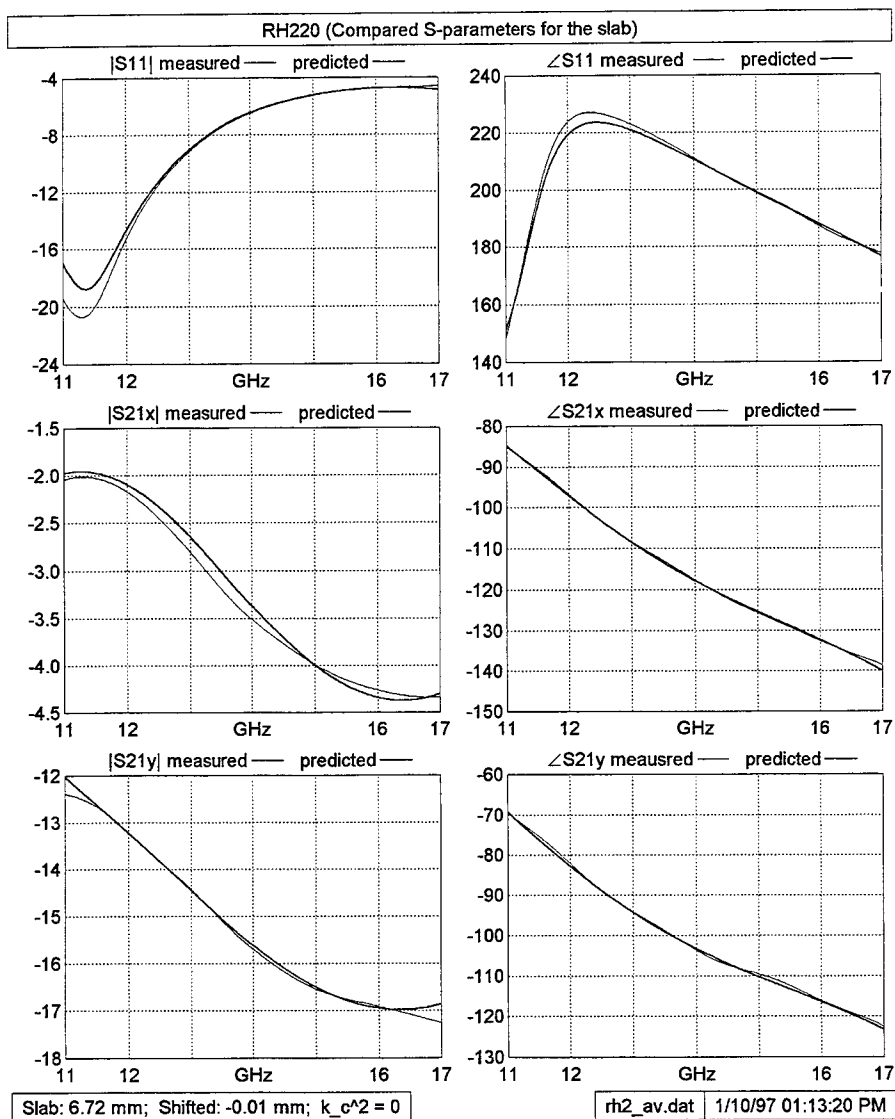 RH220 (Compared S-parameters for the slab)
|S11| measured — predicted —
-4
-8
-12
-16
-20
-24
11 12 GHz 16 17
∠S11 measured — predicted —
240
220
200
180
160
140
11 12 GHz 16 17
|S21x| measured — predicted —
-1.5
-2.0
-2.5
-3.0
-3.5
-4.0
-4.5
11 12 GHz 16 17
∠S21x measured — predicted —
-80
-90
-100
-110
-120
-130
-140
-150
11 12 GHz 16 17
|S21y| measured — predicted —
-12
-13
-14
-15
-16
-17
-18
11 12 GHz 16 17
∠S21y meausred — predicted —
-60
-70
-80
-90
-100
-110
-120
-130
11 12 GHz 16 17
Slab: 6.72 mm; Shifted: -0.01 mm; k_c^2 = 0
rh2_av.dat 1/10/97 01:13:20 PM